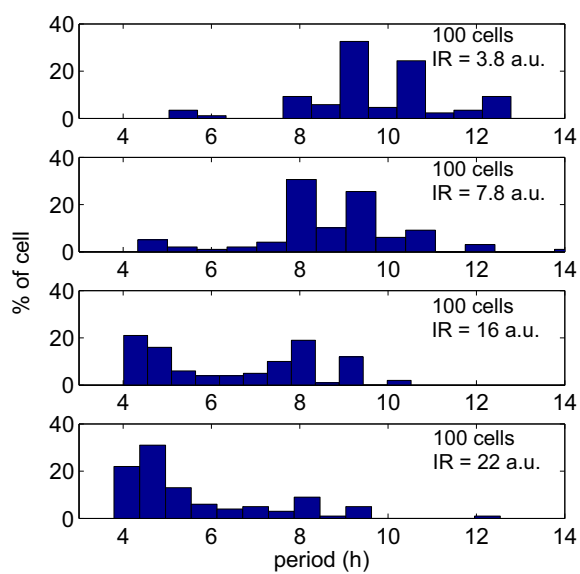 40
20
0
100 cells
IR = 3.8 a.u.
4 6 8 10 12 14
40
20
0
100 cells
IR = 7.8 a.u.
4 6 8 10 12 14
% of cell
40
20
0
100 cells
IR = 16 a.u.
4 6 8 10 12 14
40
20
0
100 cells
IR = 22 a.u.
4 6 8 10 12 14
period (h)